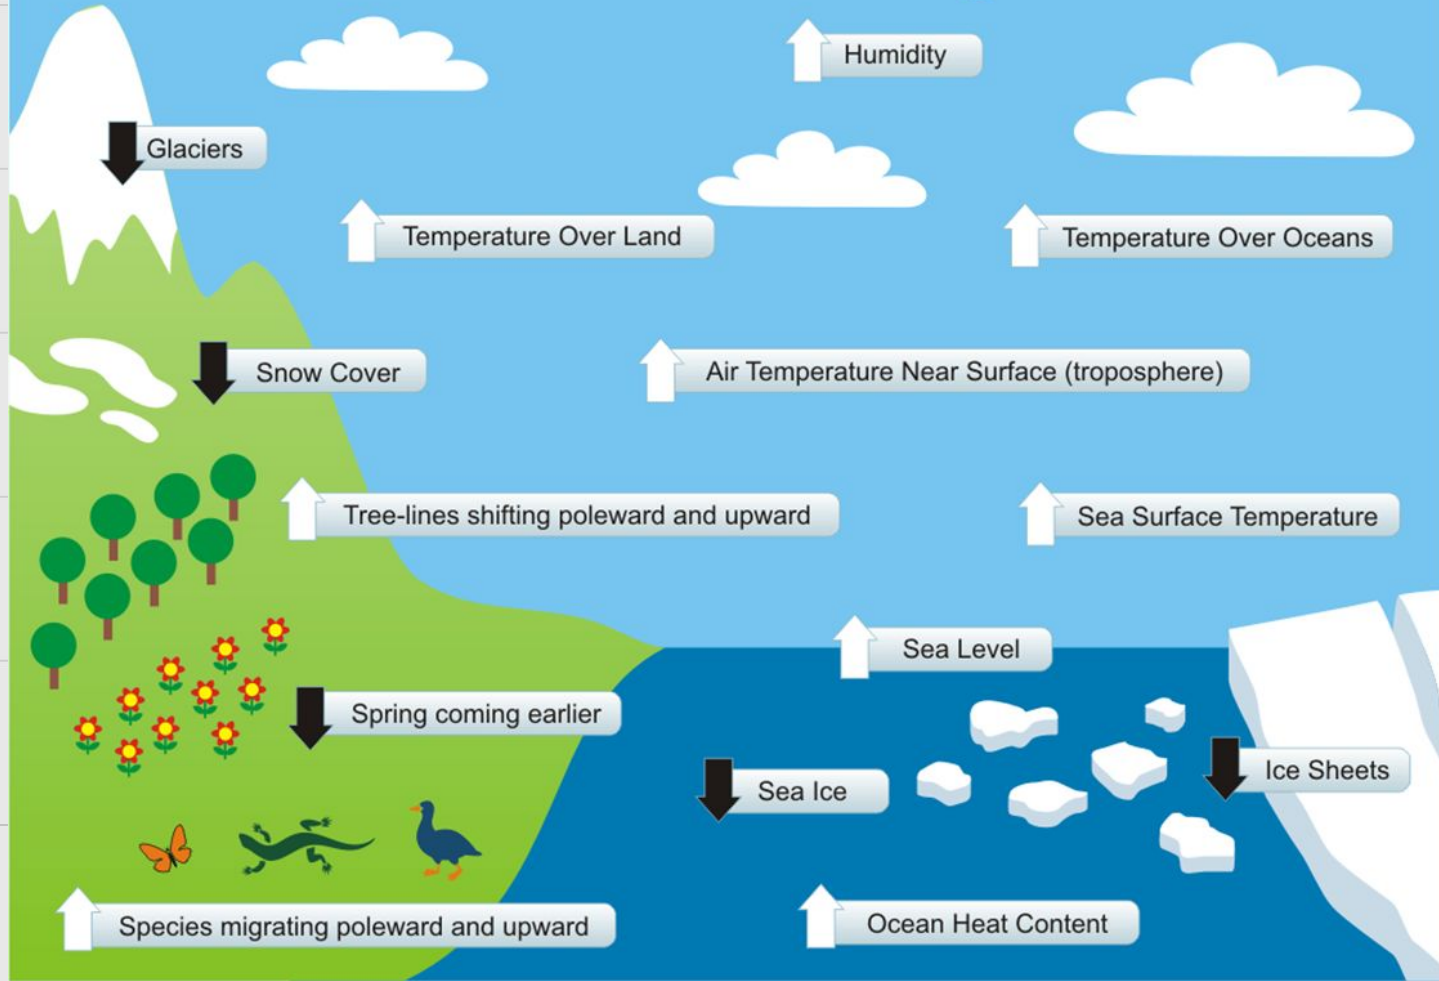 Humidity
Glaciers
Temperature Over Land
Temperature Over Oceans
Snow Cover
Air Temperature Near Surface (troposphere)
Tree-lines shifting poleward and upward
Sea Surface Temperature
Sea Level
Spring coming earlier
Ice Sheets
Sea Ice
Species migrating poleward and upward
Ocean Heat Content